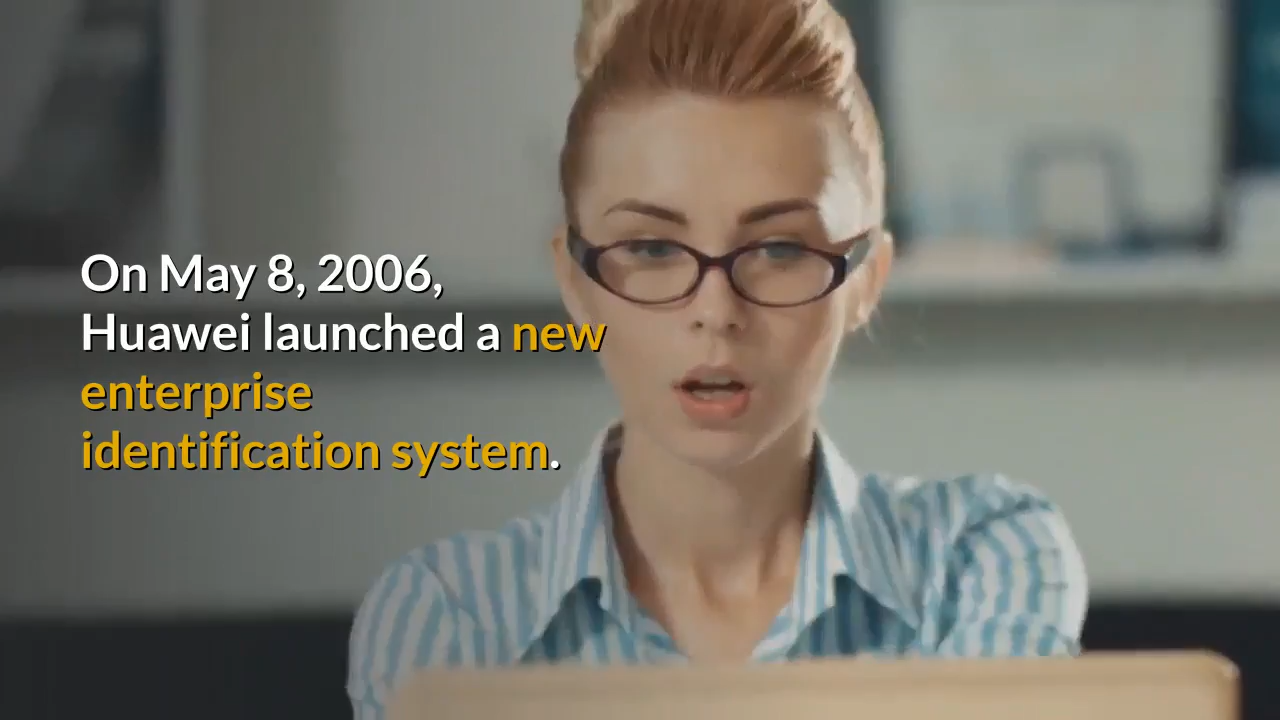 On May 8, 2006,
Huawei launched a new
enterprise
identification system.